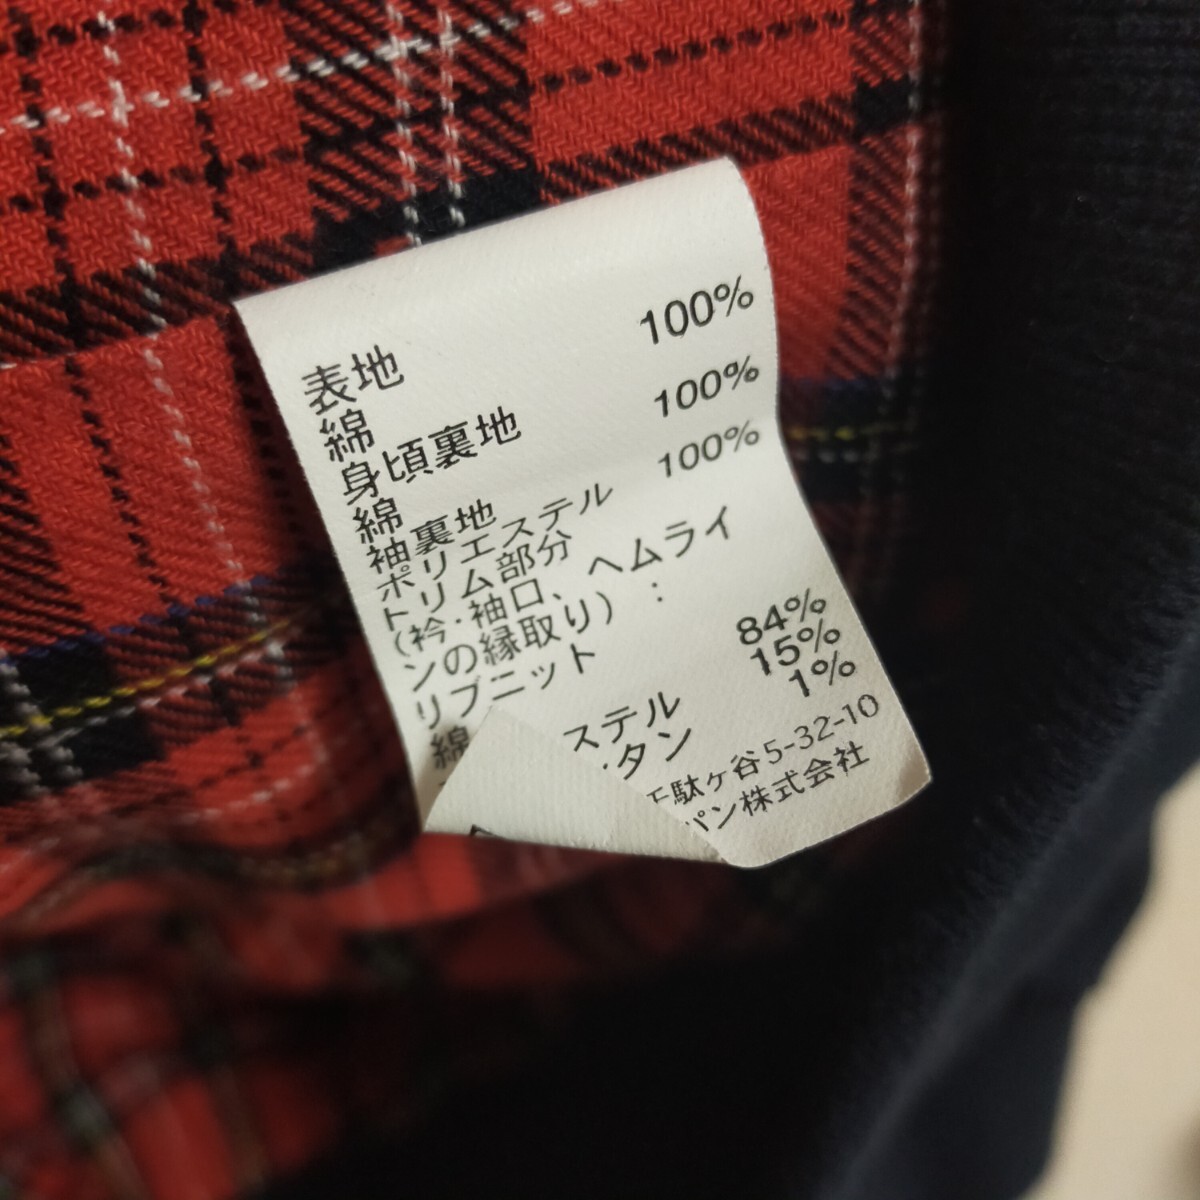 表地
綿 100%
身頃裏地
綿 100%
袖裏地
ポリエステル 100%
トリム部分
(衿・袖口、ヘムライ
ンの縁取り) :
リブニット
綿 84%
ステル 15%
タン 1%
駄ヶ谷5-32-10
パン株式会社